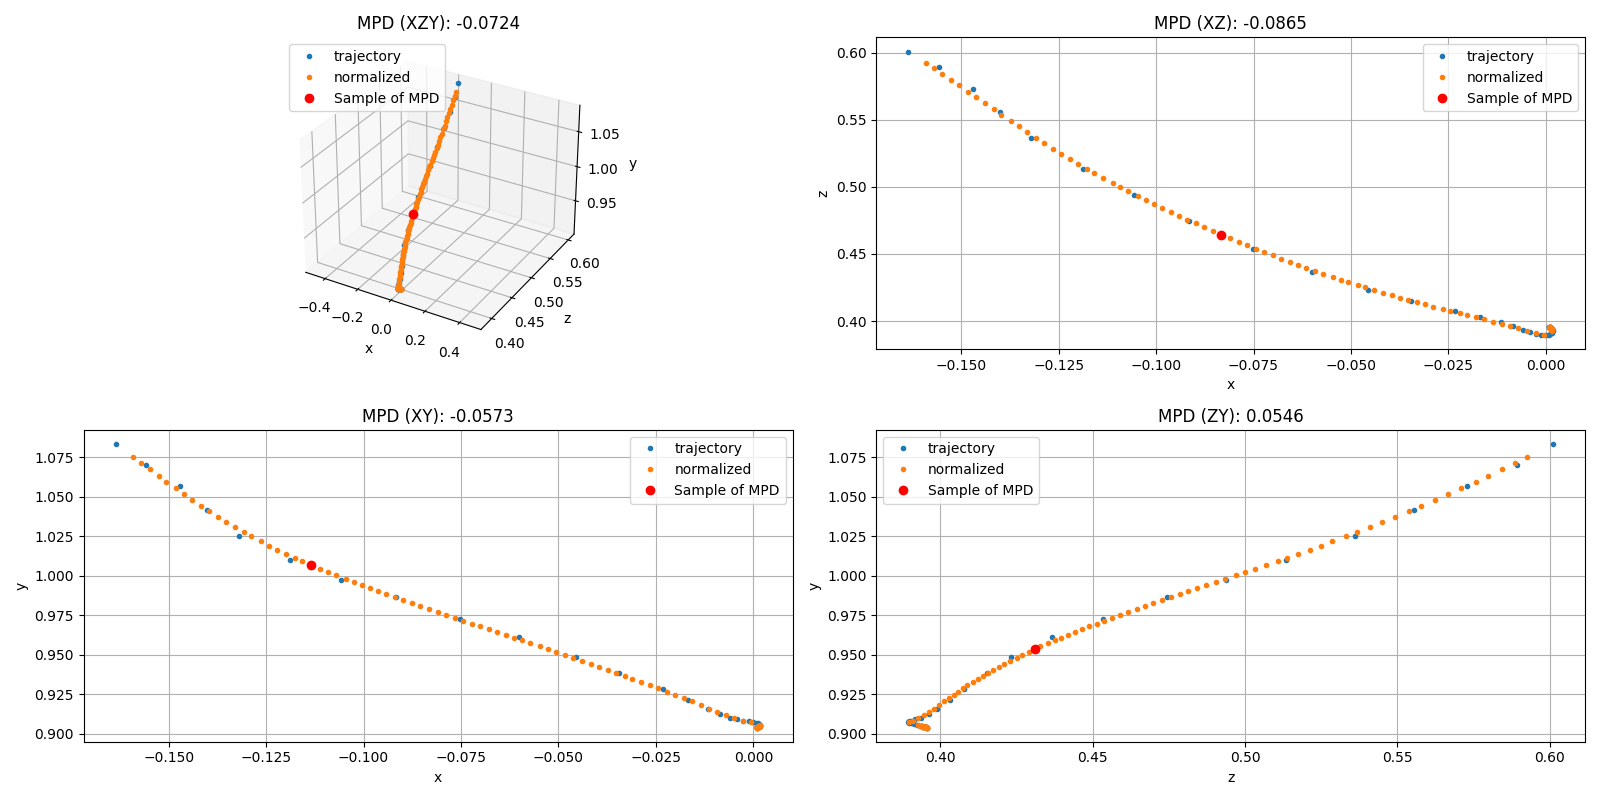 MPD (XZY): -0.0724
trajectory
normalized
Sample of MPD
1.05
1.00
0.95
y
0.60
0.55
0.50
0.45
0.40
z
−0.4
−0.2
0.0
0.2
0.4
x
MPD (XZ): -0.0865
trajectory
normalized
Sample of MPD
0.60
0.55
0.50
0.45
0.40
z
−0.150
−0.125
−0.100
−0.075
−0.050
−0.025
0.000
x
MPD (XY): -0.0573
trajectory
normalized
Sample of MPD
1.075
1.050
1.025
1.000
0.975
0.950
0.925
0.900
y
−0.150
−0.125
−0.100
−0.075
−0.050
−0.025
0.000
x
MPD (ZY): 0.0546
trajectory
normalized
Sample of MPD
1.075
1.050
1.025
1.000
0.975
0.950
0.925
0.900
y
0.40
0.45
0.50
0.55
0.60
z